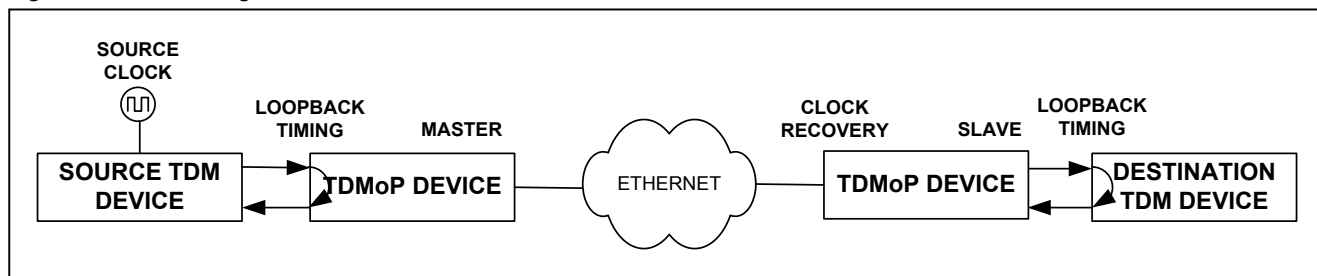 SOURCE
CLOCK
LOOPBACK
TIMING
MASTER
CLOCK
RECOVERY
SLAVE
LOOPBACK
TIMING
SOURCE TDM
DEVICE
TDMoP DEVICE
ETHERNET
TDMoP DEVICE
DESTINATION
TDM DEVICE